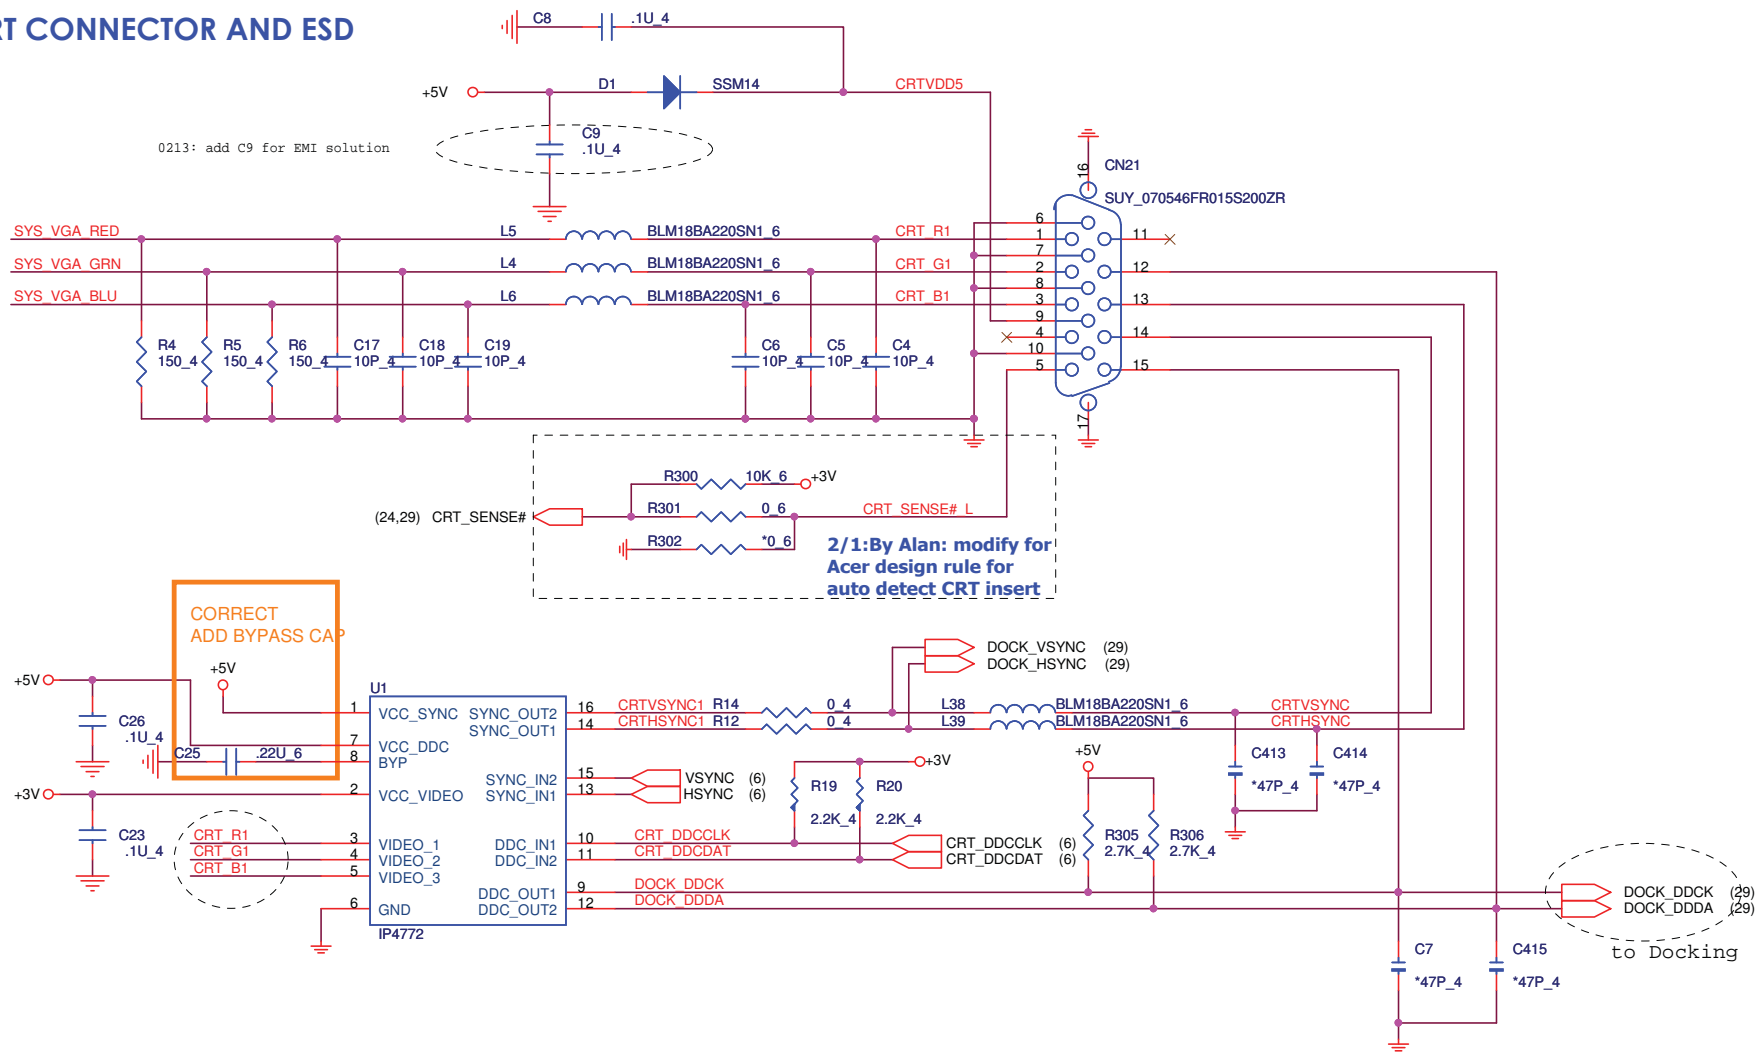 RT CONNECTOR AND ESD
C8 .1U_4
+5V D1 SSM14 CRTVDD5
C9
.1U_4
0213: add C9 for EMI solution
16 CN21
SUY_070546FR015S200ZR
SYS_VGA_RED L5 BLM18BA220SN1_6 CRT_R1
SYS_VGA_GRN L4 BLM18BA220SN1_6 CRT_G1
SYS_VGA_BLU L6 BLM18BA220SN1_6 CRT_B1
6
1 11
7
2 12
8
3 13
9
4 14
10
5 15
17
R4 R5 R6 C17 C18 C19 C6 C5 C4
150_4 150_4 150_4 10P_4 10P_4 10P_4 10P_4 10P_4 10P_4
R300 10K_6 +3V
(24,29) CRT_SENSE# R301 0_6 CRT_SENSE#_L
R302 *0_6
2/1:By Alan: modify for
Acer design rule for
auto detect CRT insert
CORRECT
ADD BYPASS CAP
+5V
+5V
C26
.1U_4
C25 .22U_6
+3V
C23
.1U_4
CRT_R1
CRT_G1
CRT_B1
U1
1 VCC_SYNC SYNC_OUT2 16
SYNC_OUT1 14
7 VCC_DDC
8 BYP
SYNC_IN2 15
2 VCC_VIDEO SYNC_IN1 13
3 VIDEO_1 DDC_IN1 10
4 VIDEO_2 DDC_IN2 11
5 VIDEO_3
DDC_OUT1 9
6 GND DDC_OUT2 12
IP4772
DOCK_VSYNC (29)
DOCK_HSYNC (29)
CRTVSYNC1 R14 0_4 L38 BLM18BA220SN1_6 CRTVSYNC
CRTHSYNC1 R12 0_4 L39 BLM18BA220SN1_6 CRTHSYNC
C413 C414
*47P_4 *47P_4
VSYNC (6)
HSYNC (6)
+3V
R19 R20
2.2K_4 2.2K_4
+5V
R305 R306
2.7K_4 2.7K_4
CRT_DDCCLK CRT_DDCCLK (6)
CRT_DDCDAT CRT_DDCDAT (6)
DOCK_DDCK DOCK_DDCK (29)
DOCK_DDDA DOCK_DDDA (29)
to Docking
C7 C415
*47P_4 *47P_4